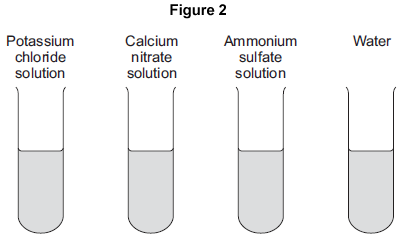 Figure 2
Potassium
chloride
solution
Calcium
nitrate
solution
Ammonium
sulfate
solution
Water